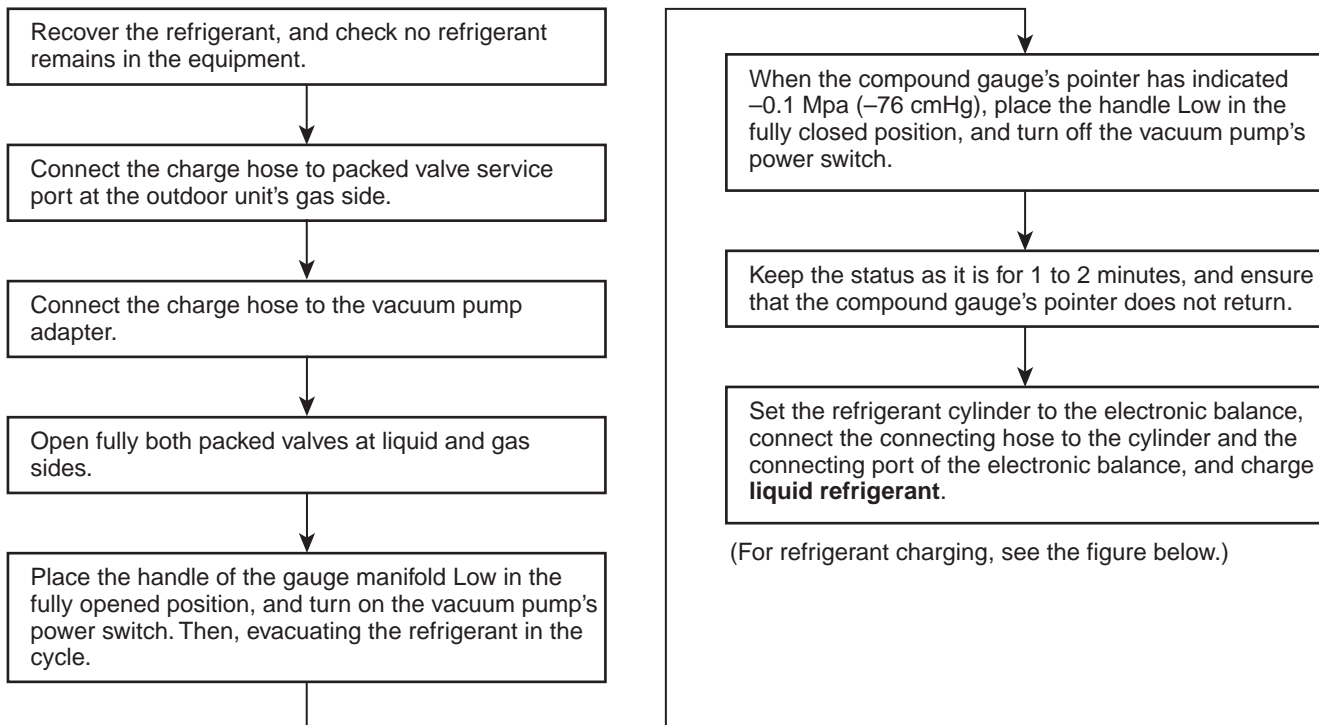 Recover the refrigerant, and check no refrigerant
remains in the equipment.
Connect the charge hose to packed valve service
port at the outdoor unit’s gas side.
Connect the charge hose to the vacuum pump
adapter.
Open fully both packed valves at liquid and gas
sides.
Place the handle of the gauge manifold Low in the
fully opened position, and turn on the vacuum pump’s
power switch. Then, evacuating the refrigerant in the
cycle.
When the compound gauge’s pointer has indicated
–0.1 Mpa (–76 cmHg), place the handle Low in the
fully closed position, and turn off the vacuum pump’s
power switch.
Keep the status as it is for 1 to 2 minutes, and ensure
that the compound gauge’s pointer does not return.
Set the refrigerant cylinder to the electronic balance,
connect the connecting hose to the cylinder and the
connecting port of the electronic balance, and charge
liquid refrigerant.
(For refrigerant charging, see the figure below.)